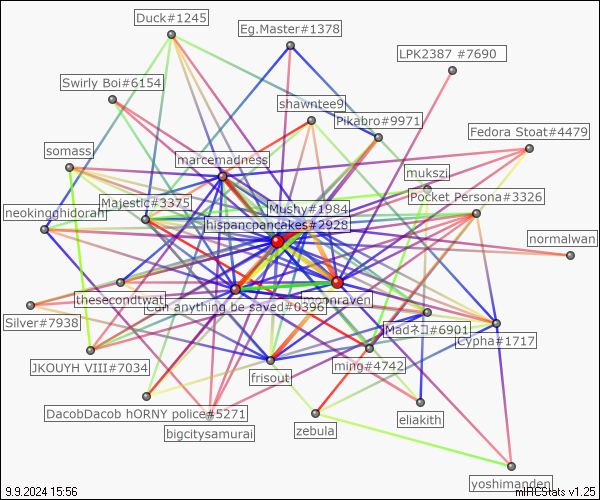 Duck#1245
Eg.Master#1378
LPK2387 #7690
Swirly Boi#6154
shawntee9
Pikabro#9971
Fedora Stoat#4479
somass
marcemadness
mukszi
Pocket Persona#3326
Majestic#3375
Mushy#1984
neokingghidorah
hispancpancakes#2928
normalwan
thesecondtwat
moonraven
Can anything be saved#0396
Silver#7938
Madネコ#6901
Cypha#1717
JKOUYH VIII#7034
frisout
ming#4742
DacobDacob hORNY police#5271
eliakith
bigcitysamurai
zebula
yoshimanden
9.9.2024 15:56
mIRCStats v1.25